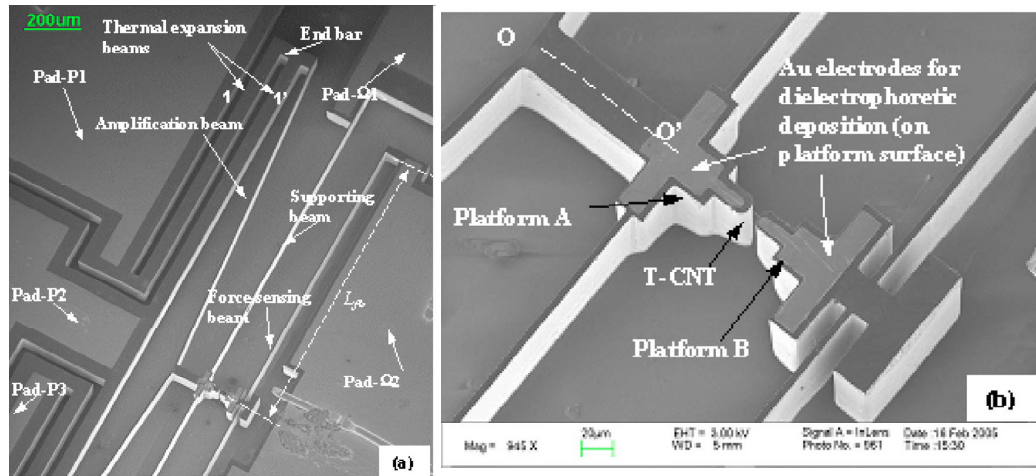 200um
Thermal expansion
beams
End bar
Pad-P1
1
1'
Pad-Ω1
Amplification beam
Supporting
beam
Pad-P2
Force-sensing
beam
Pad-P3
Pad-Ω2
(a)
O
O'
Au electrodes for
dielectrophoretic
deposition (on
platform surface)
Platform A
T-CNT
Platform B
(b)
Mag = 945 X
20µm
EHT = 3.00 kV
WD = 5 mm
Signal A = InLens
Photo No. = 961
Date :16 Feb 2005
Time :15:30